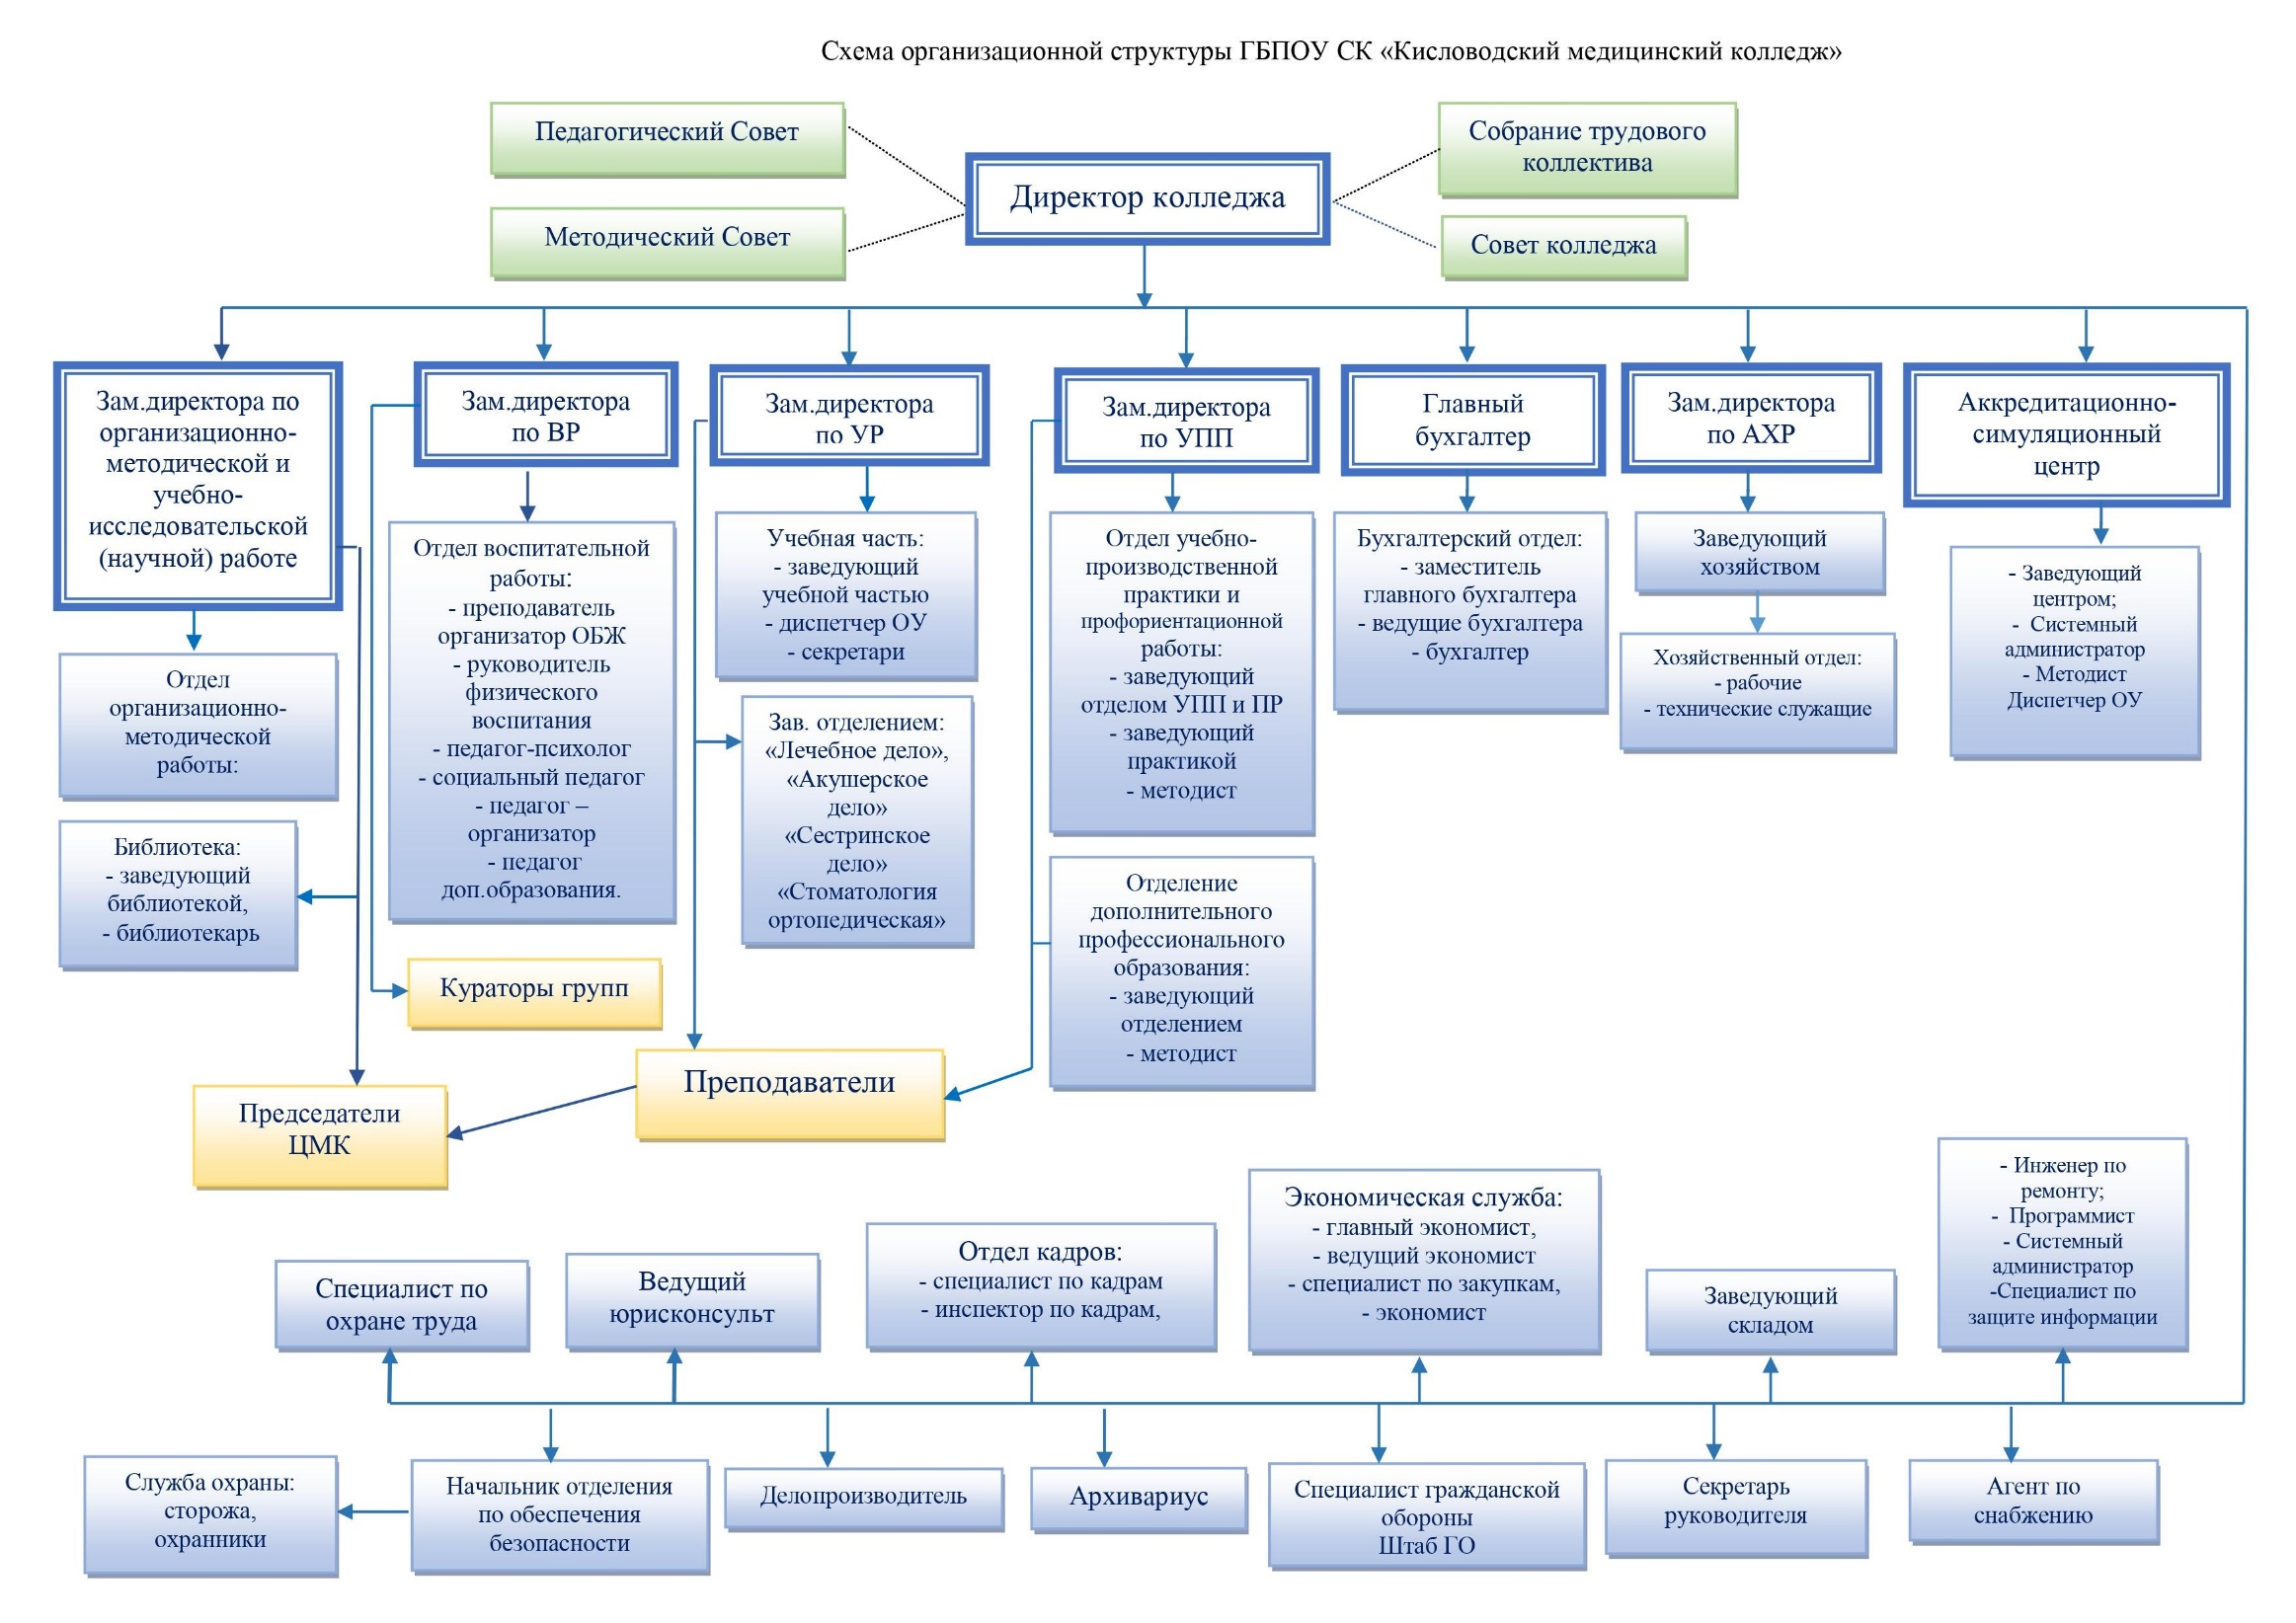 Схема организационной структуры ГБПОУ СК «Кисловодский медицинский колледж»
Педагогический Совет
Методический Совет
Директор колледжа
Собрание трудового
коллектива
Совет колледжа
Зам.директора по
организационно-
методической и
учебно-
исследовательской
(научной) работе
Зам.директора
по ВР
Зам.директора
по УР
Зам.директора
по УПП
Главный
бухгалтер
Зам.директора
по АХР
Аккредитационно-
симуляционный
центр
Отдел
организационно-
методической
работы:
Библиотека:
- заведующий
библиотекой,
- библиотекарь
Отдел воспитательной
работы:
- преподаватель
организатор ОБЖ
- руководитель
физического
воспитания
- педагог-психолог
- социальный педагог
- педагог –
организатор
- педагог
доп.образования.
Кураторы групп
Учебная часть:
- заведующий
учебной частью
- диспетчер ОУ
- секретари
Зав. отделением:
«Лечебное дело»,
«Акушерское
дело»
«Сестринское
дело»
«Стоматология
ортопедическая»
Отдел учебно-
производственной
практики и
профориентационной
работы:
- заведующий
отделом УПП и ПР
- заведующий
практикой
- методист
Отделение
дополнительного
профессионального
образования:
- заведующий
отделением
- методист
Бухгалтерский отдел:
- заместитель
главного бухгалтера
- ведущие бухгалтера
- бухгалтер
Заведующий
хозяйством
Хозяйственный отдел:
- рабочие
- технические служащие
- Заведующий
центром;
- Системный
администратор
- Методист
Диспетчер ОУ
Преподаватели
Председатели
ЦМК
Специалист по
охране труда
Ведущий
юрисконсульт
Отдел кадров:
- специалист по кадрам
- инспектор по кадрам,
Экономическая служба:
- главный экономист,
- ведущий экономист
- специалист по закупкам,
- экономист
Заведующий
складом
- Инженер по
ремонту;
- Программист
- Системный
администратор
-Специалист по
защите информации
Служба охраны:
сторожа,
охранники
Начальник отделения
по обеспечения
безопасности
Делопроизводитель
Архивариус
Специалист гражданской
обороны
Штаб ГО
Секретарь
руководителя
Агент по
снабжению